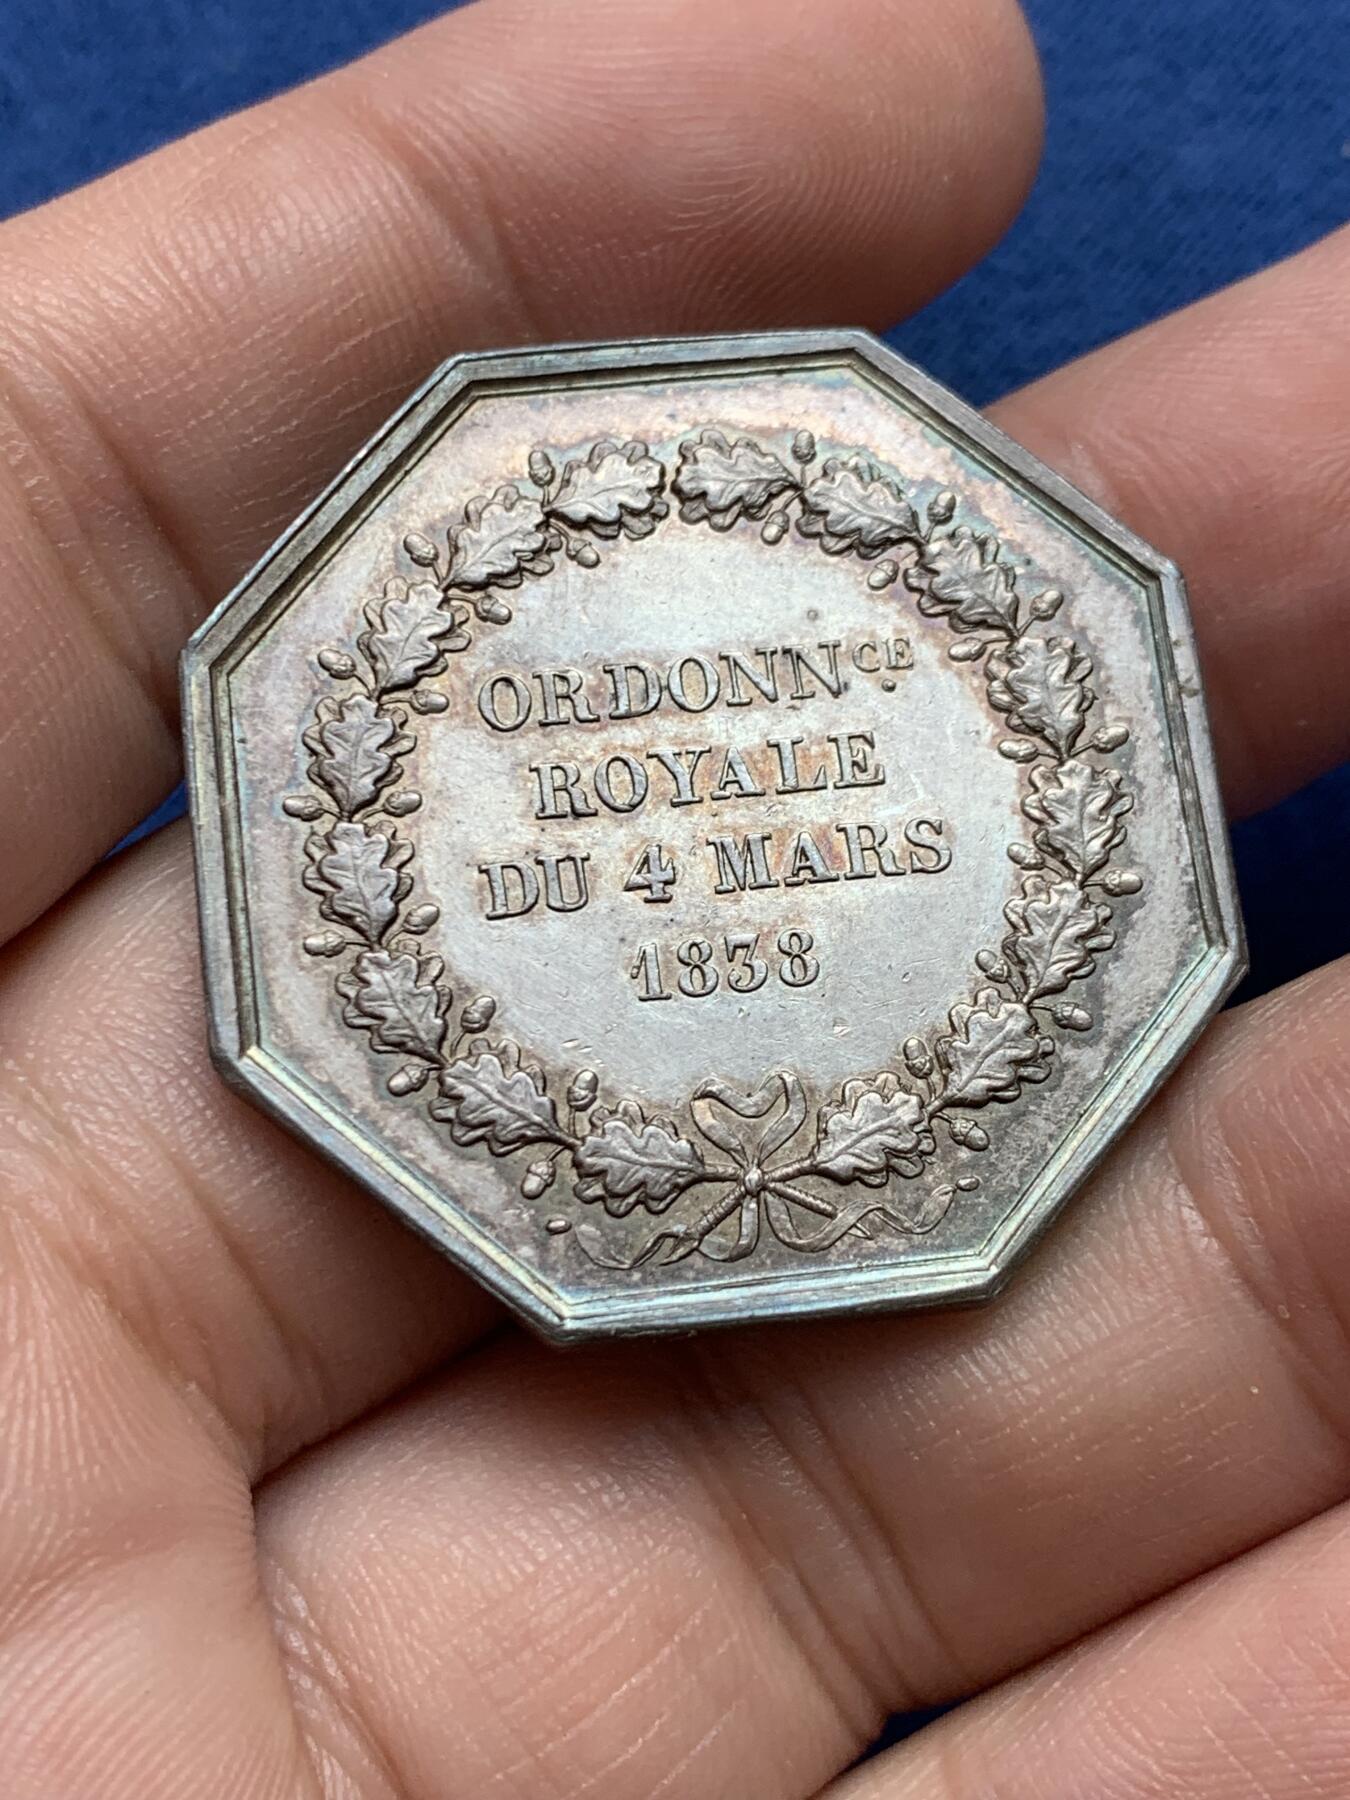 ORDONNCE.
ROYALE
DU 4 MARS
1838